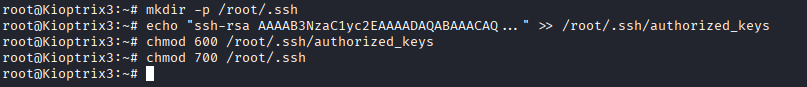 root@Kioptrix3:~# mkdir -p /root/.ssh
root@Kioptrix3:~# echo "ssh-rsa AAAAB3NzaC1yc2EAAAADAQABAAACAQ..." >> /root/.ssh/authorized_keys
root@Kioptrix3:~# chmod 600 /root/.ssh/authorized_keys
root@Kioptrix3:~# chmod 700 /root/.ssh
root@Kioptrix3:~#